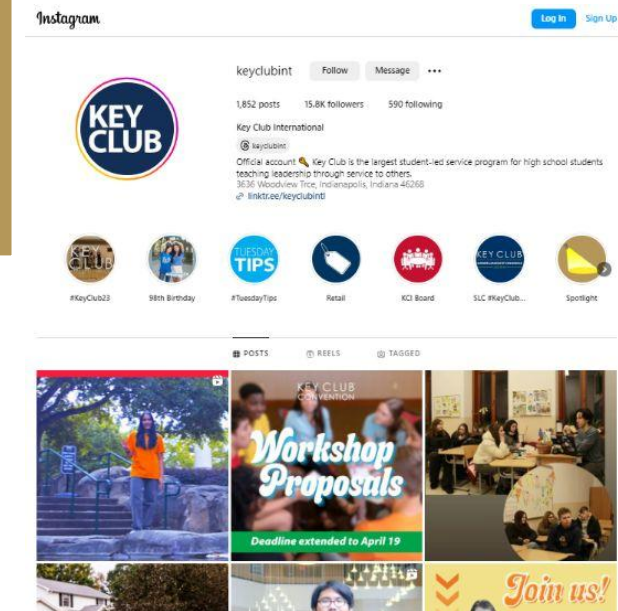 Instagram
Log In
Sign Up
KEY
CLUB
keyclubint
Follow
Message
1,852 posts
15.8K followers
590 following
Key Club International
keyclubint
Official account Key Club is the largest student-led service program for high school students
teaching leadership through service to others.
3636 Woodview Trce, Indianapolis, Indiana 46268
linktr.ee/keyclubintl
KEY
CLUB
TUESDAY
TIPS
KEY CLUB
#KeyClub23
98th Birthday
#TuesdayTips
Retail
KCI Board
SLC #KeyClub...
Spotlight
POSTS
REELS
TAGGED
KEY CLUB
CONVENTION
Workshop
Proposals
Deadline extended to April 19
Join us!